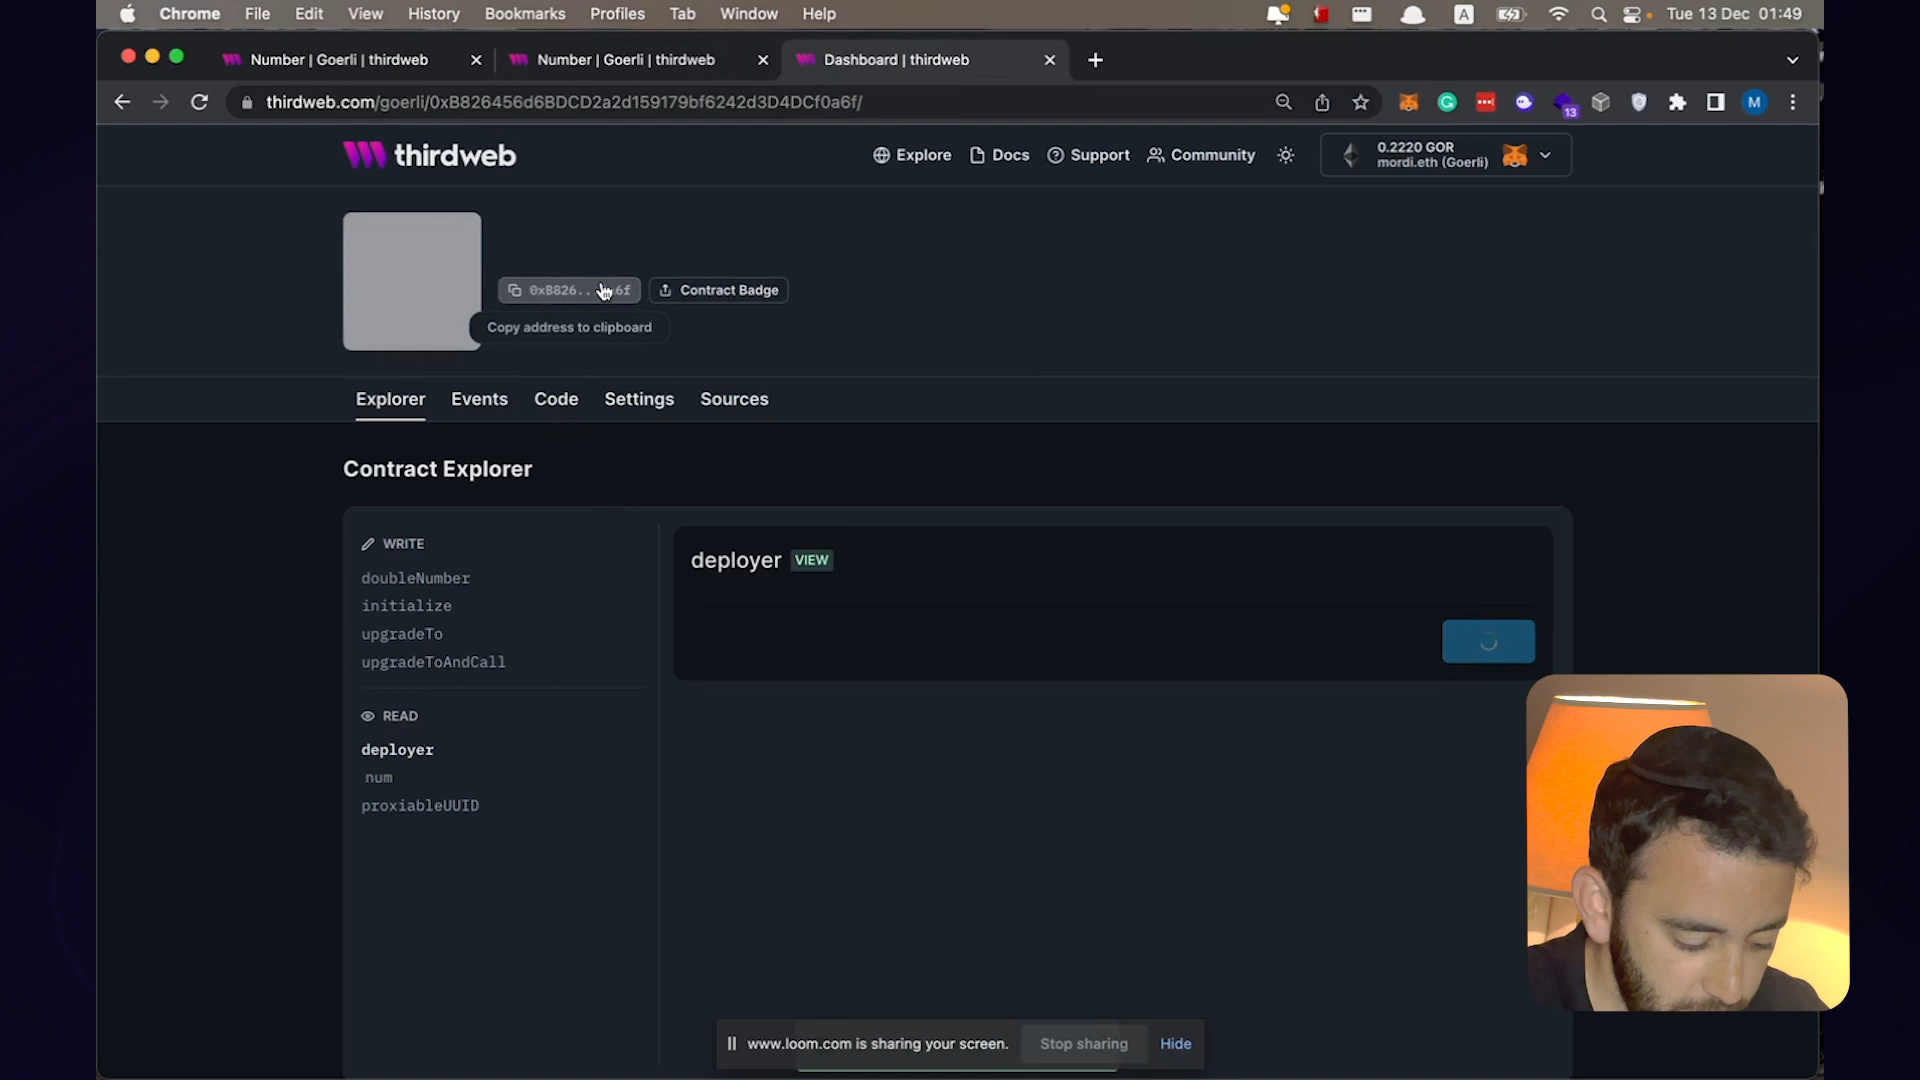 Chrome File Edit View History Bookmarks Profiles Tab Window Help A Tue 13 Dec 01:49
Number | Goerli | thirdweb Number | Goerli | thirdweb Dashboard | thirdweb
thirdweb.com/goerli/0xB826456d6BDCD2a2d159179bf6242d3D4DCf0a6f/ 13 M
thirdweb Explore Docs Support Community 0.2220 GOR
mordi.eth (Goerli)
0xB826.. 6f Contract Badge
Copy address to clipboard
Explorer Events Code Settings Sources
Contract Explorer
WRITE
doubleNumber
initialize
upgradeTo
upgradeToAndCall
READ
deployer
num
proxiableUUID
deployer VIEW
www.loom.com is sharing your screen. Stop sharing Hide